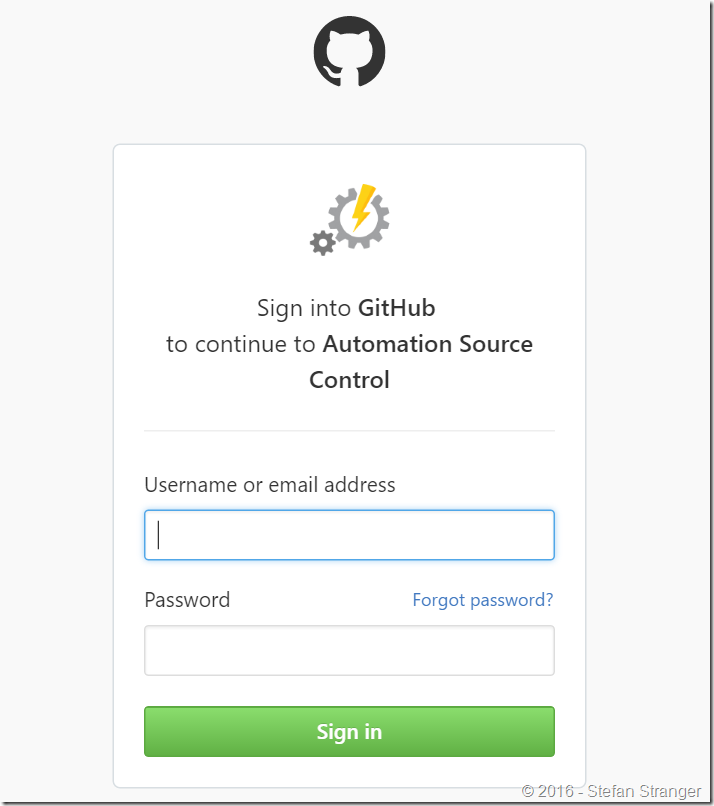 Sign into GitHub
to continue to Automation Source
Control
Username or email address
Password Forgot password?
Sign in
© 2016 - Stefan Stranger